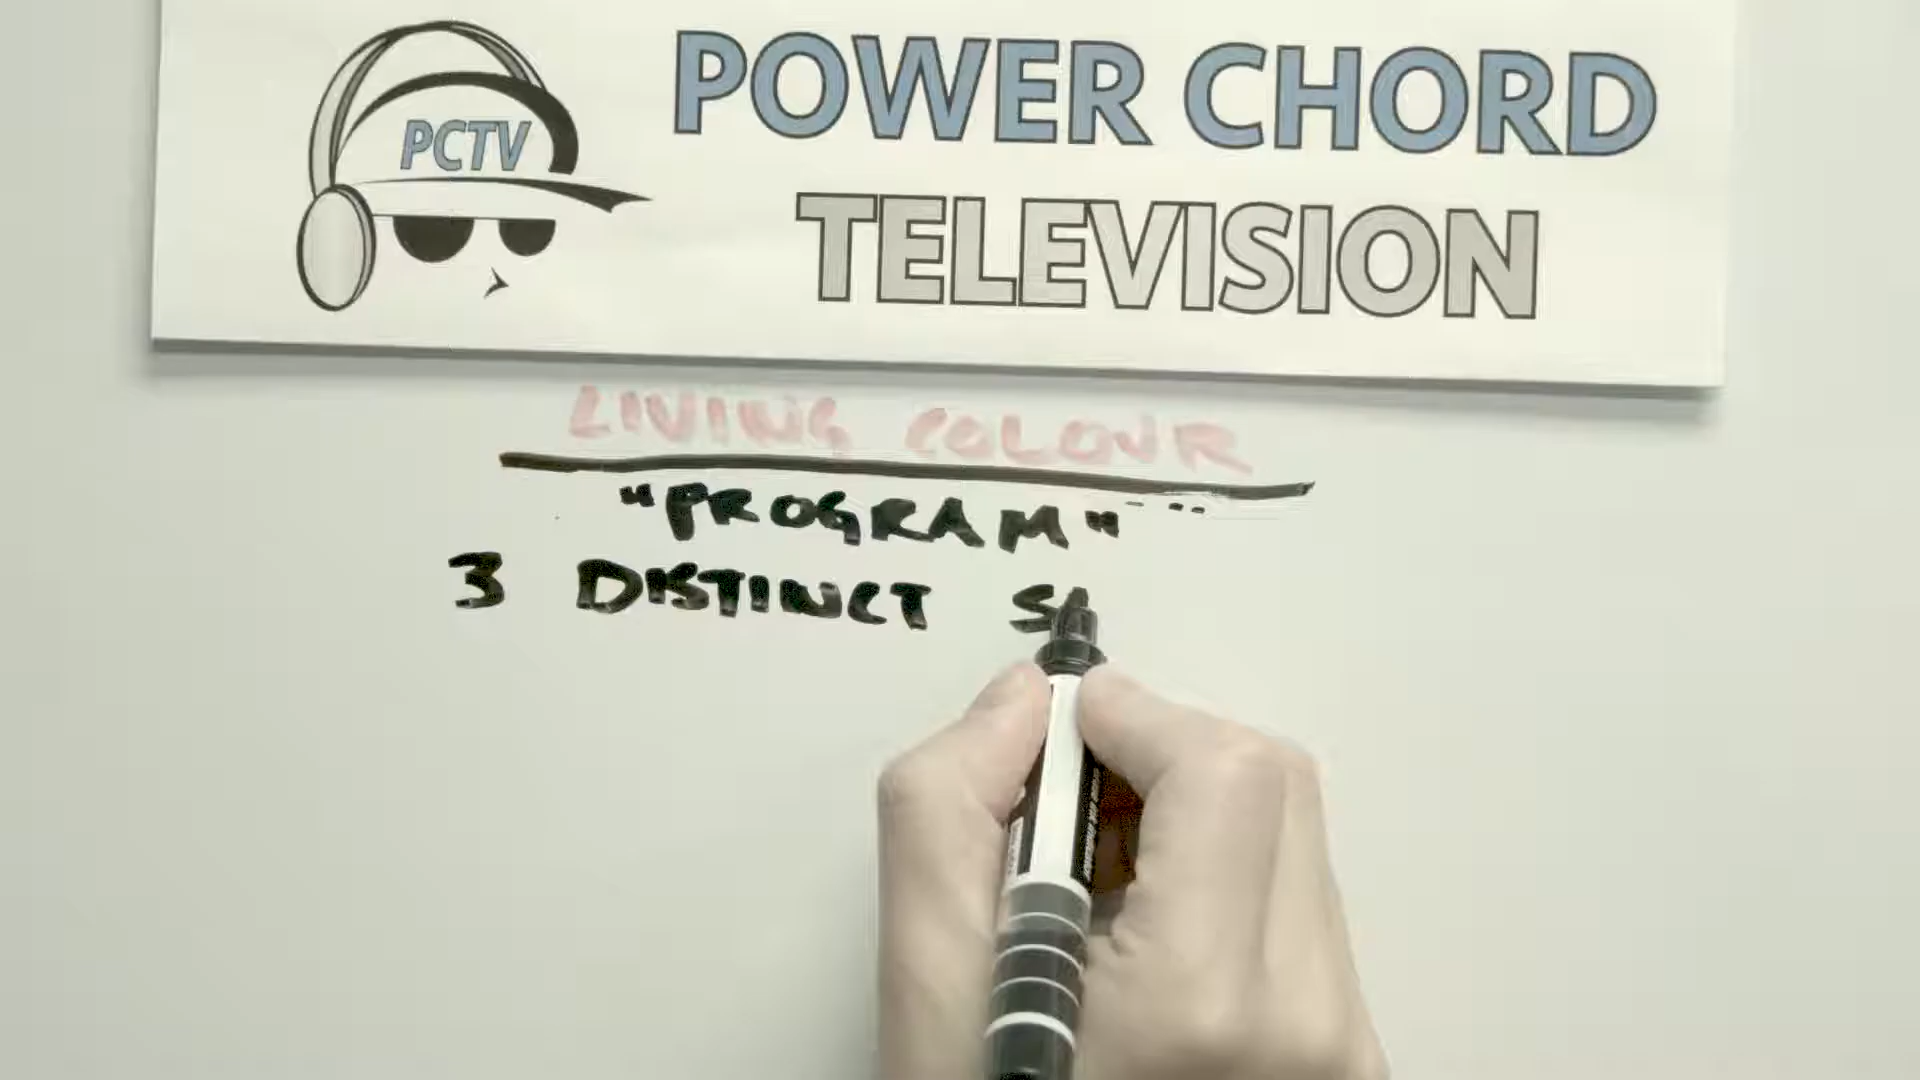 PCTV
POWER CHORD
TELEVISION
LIVING COLOUR
"PROGRAM"
3 DISTINCT S